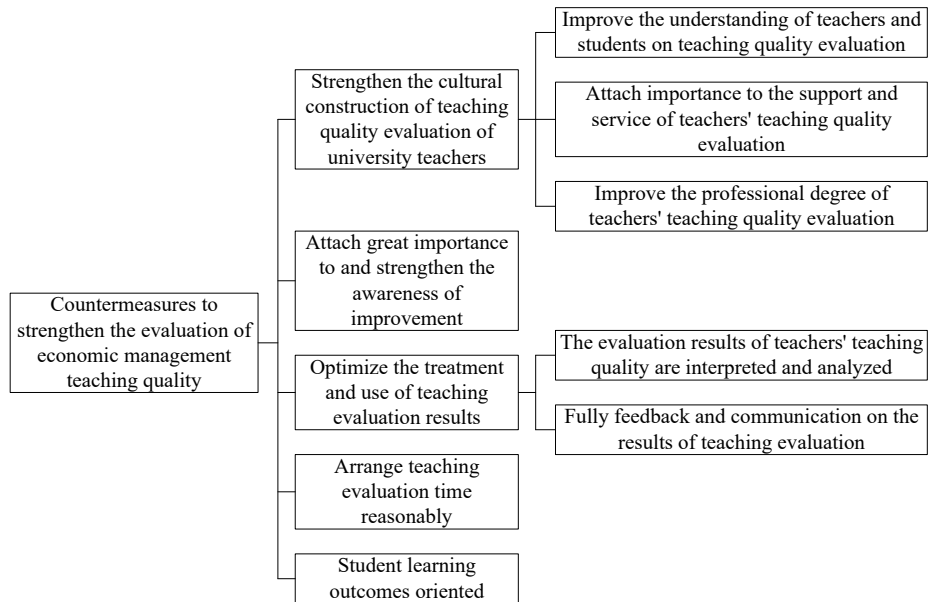 Countermeasures to
strengthen the evaluation of
economic management
teaching quality
Strengthen the cultural
construction of teaching
quality evaluation of
university teachers
Improve the understanding of teachers and
students on teaching quality evaluation
Attach importance to the support and
service of teachers' teaching quality
evaluation
Improve the professional degree of
teachers' teaching quality evaluation
Attach great importance
to and strengthen the
awareness of
improvement
Optimize the treatment
and use of teaching
evaluation results
The evaluation results of teachers' teaching
quality are interpreted and analyzed
Fully feedback and communication on the
results of teaching evaluation
Arrange teaching
evaluation time
reasonably
Student learning
outcomes oriented